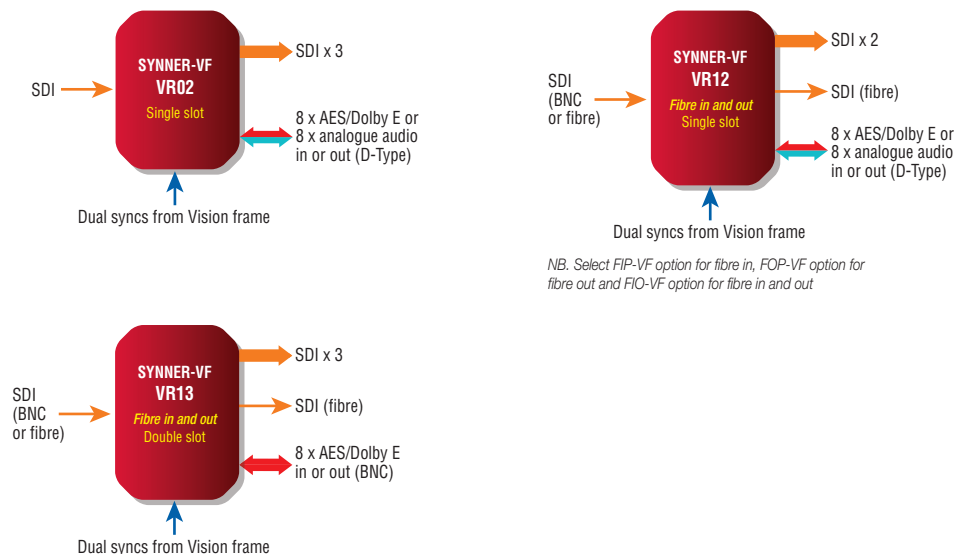 SYNNER-VF
VR02
Single slot
SDI
SDI x 3
8 x AES/Dolby E or
8 x analogue audio
in or out (D-Type)
Dual syncs from Vision frame
SYNNER-VF
VR12
Fibre in and out
Single slot
SDI
(BNC
or fibre)
SDI x 2
SDI (fibre)
8 x AES/Dolby E or
8 x analogue audio
in or out (D-Type)
Dual syncs from Vision frame
NB. Select FIP-VF option for fibre in, FOP-VF option for
fibre out and FIO-VF option for fibre in and out
SYNNER-VF
VR13
Fibre in and out
Double slot
SDI
(BNC
or fibre)
SDI x 3
SDI (fibre)
8 x AES/Dolby E
in or out (BNC)
Dual syncs from Vision frame